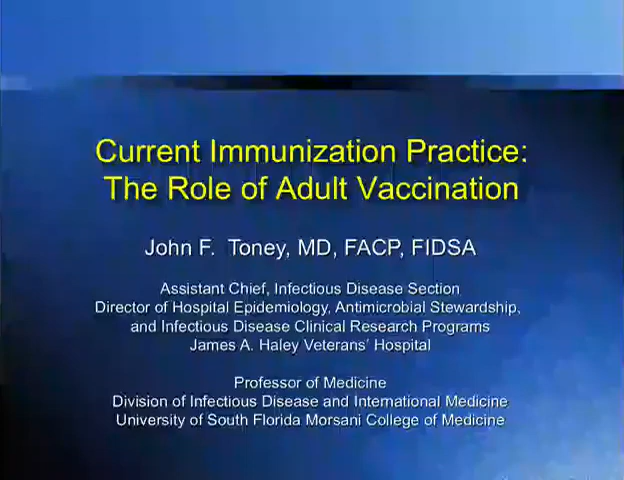 Current Immunization Practice:
The Role of Adult Vaccination
John F. Toney, MD, FACP, FIDSA
Assistant Chief, Infectious Disease Section
Director of Hospital Epidemiology, Antimicrobial Stewardship,
and Infectious Disease Clinical Research Programs
James A. Haley Veterans' Hospital
Professor of Medicine
Division of Infectious Disease and International Medicine
University of South Florida Morsani College of Medicine